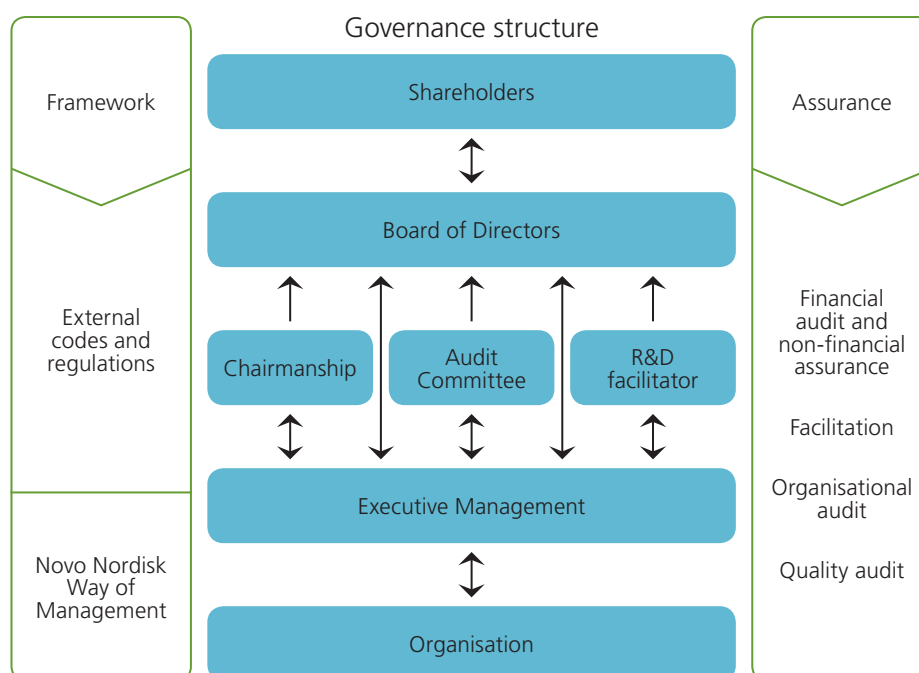 Governance structure
Framework
External
codes and
regulations
Novo Nordisk
Way of
Management
Shareholders
Board of Directors
Chairmanship
Audit
Committee
R&D
facilitator
Executive Management
Organisation
Assurance
Financial
audit and
non-financial
assurance
Facilitation
Organisational
audit
Quality audit